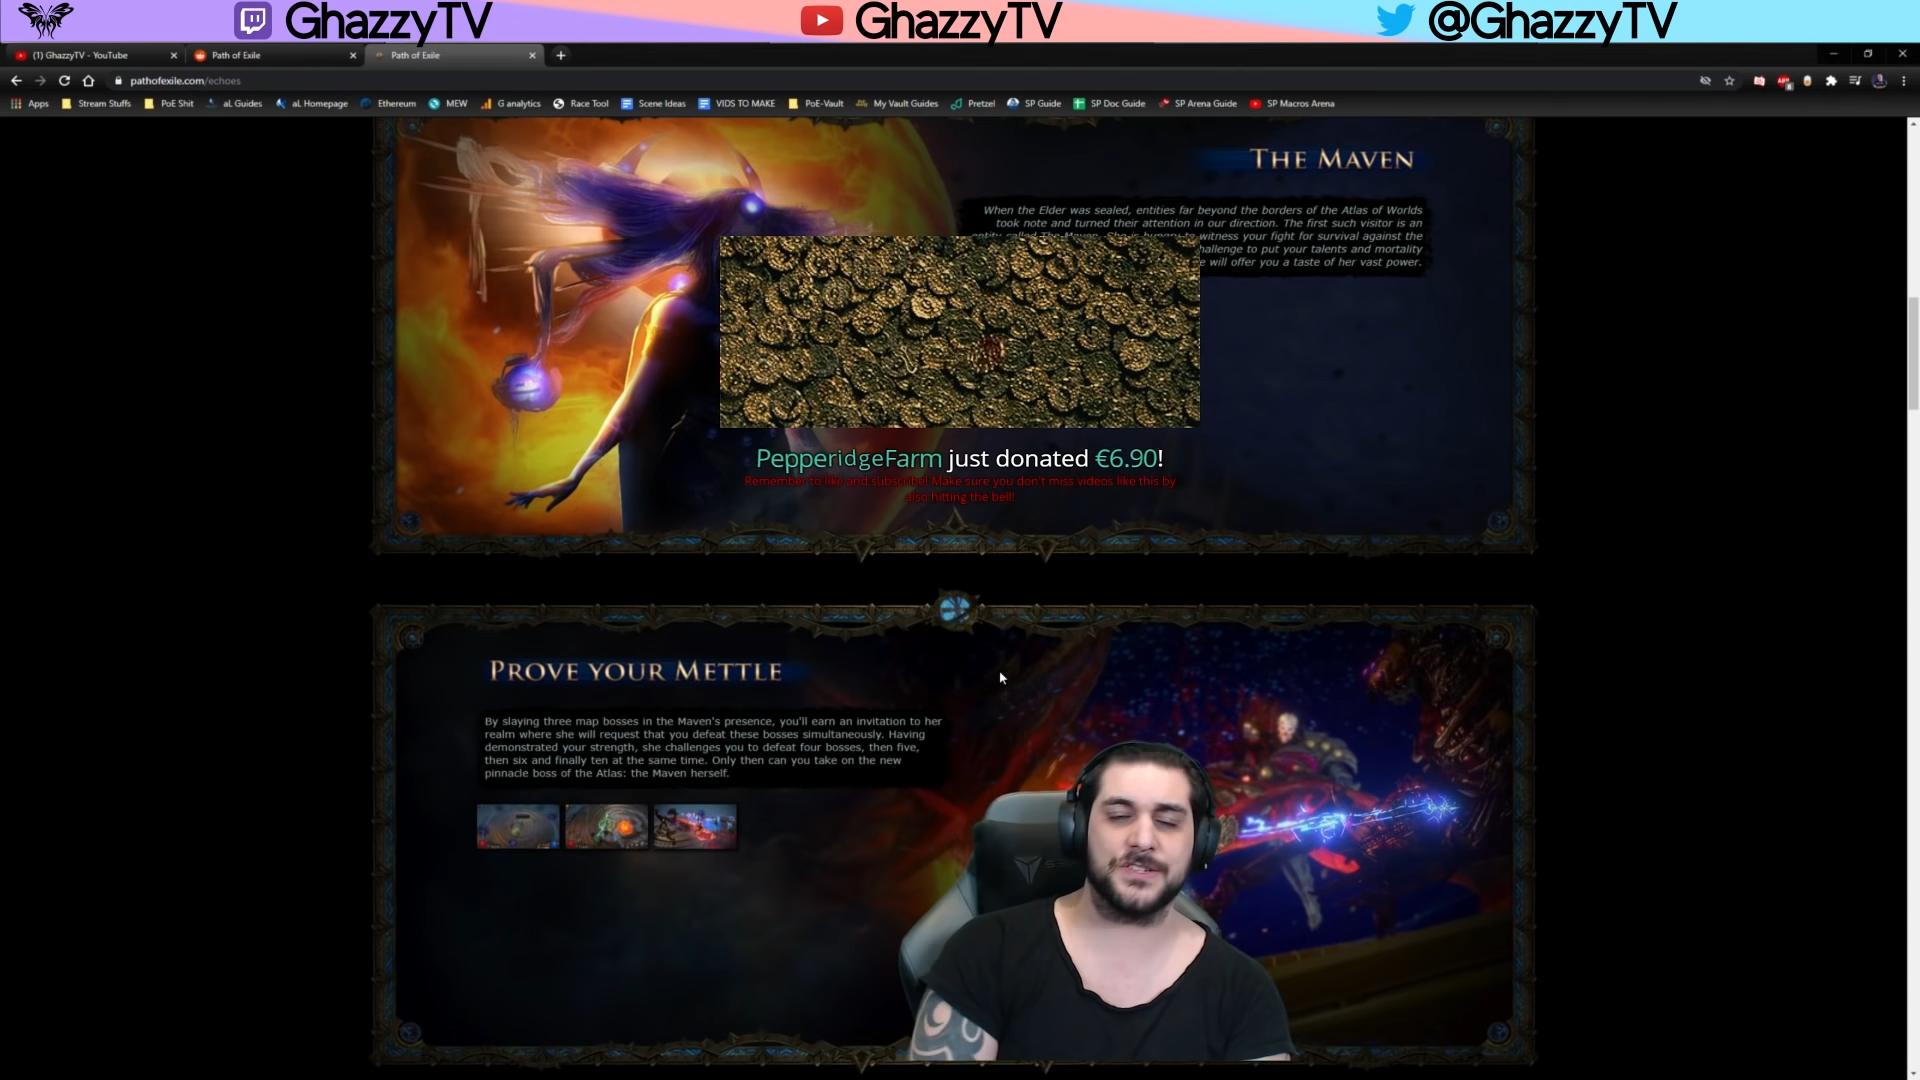 GhazzyTV
GhazzyTV
@GhazzyTV
(1) GhazzyTV - YouTube
Path of Exile
Path of Exile
pathofexile.com/echoes
Apps
Stream Stuffs
PoE Shit
aL Guides
aL Homepage
Ethereum
MEW
G analytics
Race Tool
Scene Ideas
VIDS TO MAKE
PoE-Vault
My Vault Guides
Pretzel
SP Guide
SP Doc Guide
SP Arena Guide
SP Macros Arena
The Maven
When the Elder was sealed, entities far beyond the borders of the Atlas of Worlds
took note and turned their attention in our direction. The first such visitor is an
entity called The Maven. She is hungry to witness your fight for survival against the
challenge to put your talents and mortality
will offer you a taste of her vast power.
PepperidgeFarm just donated €6.90!
Remember to like and subscribe! Make sure you don't miss videos like this by
also hitting the bell!
Prove your Mettle
By slaying three map bosses in the Maven's presence, you'll earn an invitation to her
realm where she will request that you defeat these bosses simultaneously. Having
demonstrated your strength, she challenges you to defeat four bosses, then five,
then six and finally ten at the same time. Only then can you take on the new
pinnacle boss of the Atlas: the Maven herself.